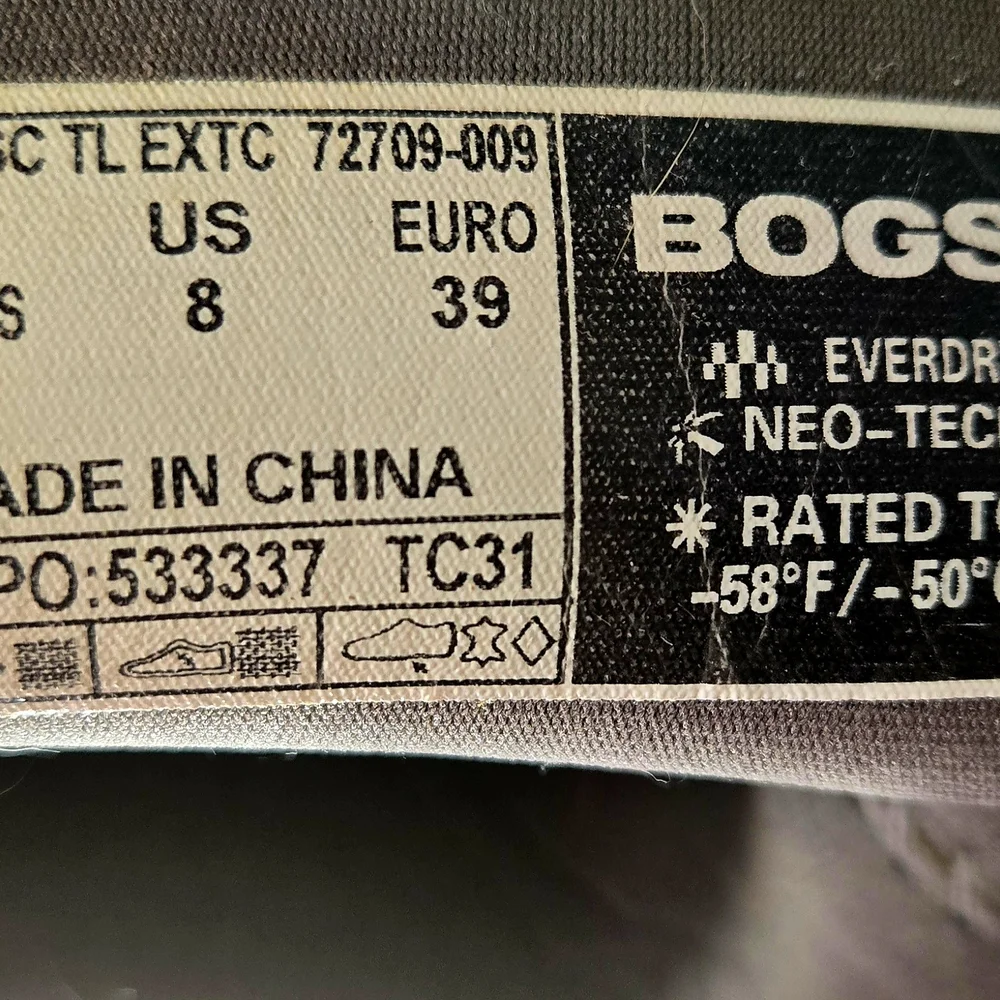 SC TL EXTC 72709-009
US EURO
S 8 39
ADE IN CHINA
PO:533337 TC31
BOGS
EVERDR
NEO-TEC
RATED T
-58°F/-50°